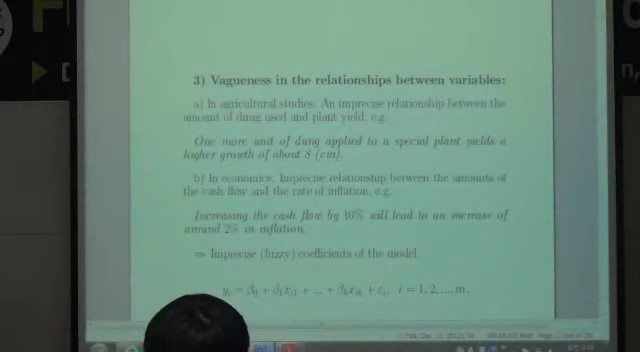 3) Vagueness in the relationships between variables:
a) In agricultural studies: An imprecise relationship between the
amount of dung used and plant yield, e.g.
One more unit of dung applied to a special plant yields a
higher growth of about 8 (cm).
b) In economics: Imprecise relationship between the amounts of
the cash flow and the rate of inflation, e.g.
Increasing the cash flow by 10% will lead to an increase of
around 2% in inflation.
⇒ Imprecise (fuzzy) coefficients of the model.
yᵢ = β₀ + β₁xᵢ₁ + ... + βₖxᵢₖ + εᵢ, i = 1, 2, ..., m.